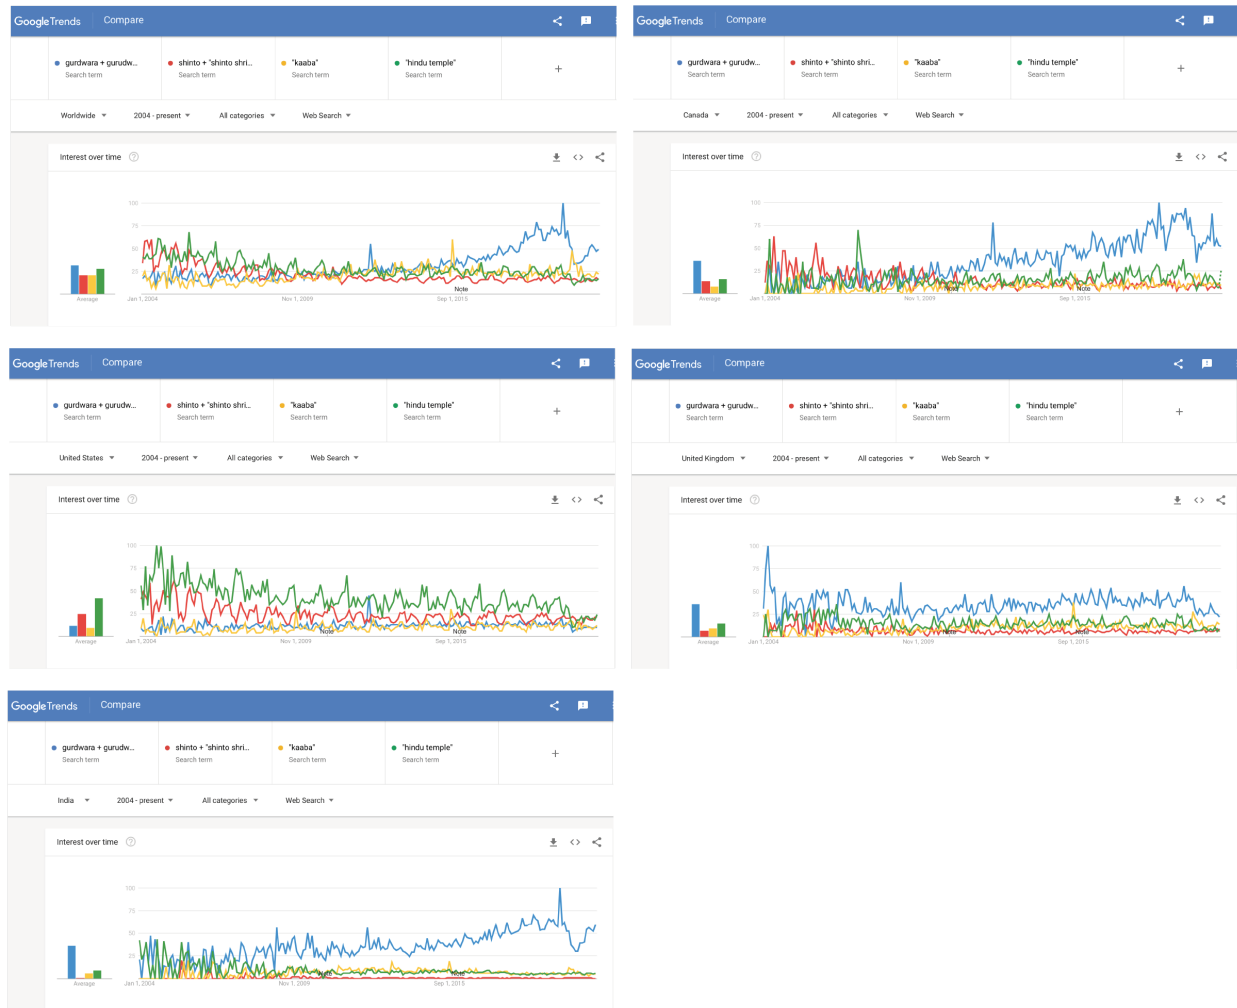 Google Trends Compare
gurdwara + gurudw... shinto + "shinto shri... "kaaba" "hindu temple" +
Search term Search term Search term Search term
Worldwide 2004 - present All categories Web Search
Interest over time
100
75
50
25
Average
Jan 1, 2004 Nov 1, 2009 Sep 1, 2015
Note
Google Trends Compare
gurdwara + gurudw... shinto + "shinto shri... "kaaba" "hindu temple" +
Search term Search term Search term Search term
Canada 2004 - present All categories Web Search
Interest over time
100
75
50
25
Average
Jan 1, 2004 Nov 1, 2009 Sep 1, 2015
Note Note
Google Trends Compare
gurdwara + gurudw... shinto + "shinto shri... "kaaba" "hindu temple" +
Search term Search term Search term Search term
United States 2004 - present All categories Web Search
Interest over time
100
75
50
25
Average
Jan 1, 2004 Nov 1, 2009 Sep 1, 2015
Note Note
Google Trends Compare
gurdwara + gurudw... shinto + "shinto shri... "kaaba" "hindu temple" +
Search term Search term Search term Search term
United Kingdom 2004 - present All categories Web Search
Interest over time
100
75
50
25
Average
Jan 1, 2004 Nov 1, 2009 Sep 1, 2015
Note Note
Google Trends Compare
gurdwara + gurudw... shinto + "shinto shri... "kaaba" "hindu temple" +
Search term Search term Search term Search term
India 2004 - present All categories Web Search
Interest over time
100
75
50
25
Average
Jan 1, 2004 Nov 1, 2009 Sep 1, 2015
Note Note